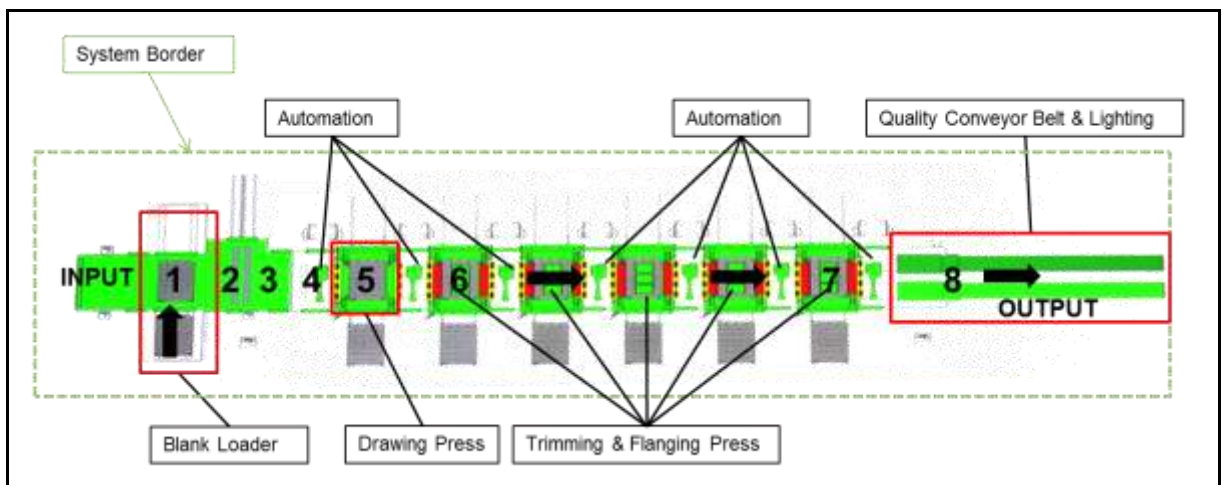 System Border
Automation
Automation
Quality Conveyor Belt & Lighting
INPUT
1
2
3
4
5
6
7
8
OUTPUT
Blank Loader
Drawing Press
Trimming & Flanging Press